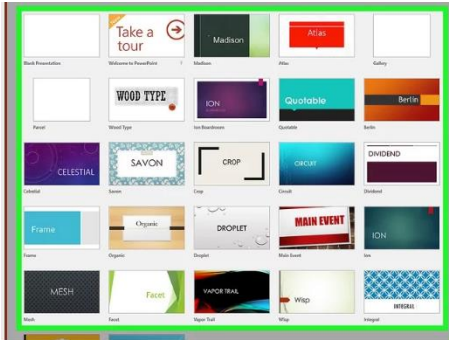 Take a
tour
Madison
Atlas
Blank Presentation
Welcome to PowerPoint
Madison
Atlas
Gallery
WOOD TYPE
ION
Quotable
Berlin
Parcel
Wood Type
Ion Boardroom
Quotable
Berlin
CELESTIAL
SAVON
CROP
CIRCUIT
DIVIDEND
Celestial
Savon
Crop
Circuit
Dividend
Frame
Organic
DROPLET
MAIN EVENT
ION
Frame
Organic
Droplet
Main Event
Ion
MESH
Facet
VAPOR TRAIL
Wisp
INTEGRAL
Mesh
Facet
Vapor Trail
Wisp
Integral